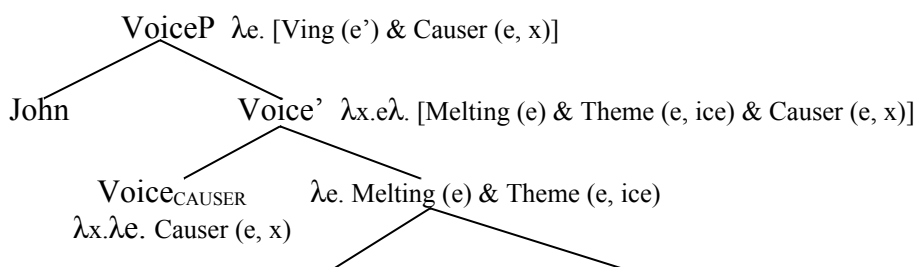 VoiceP λe. [Ving (e’) & Causer (e, x)]
John Voice’ λx.eλ. [Melting (e) & Theme (e, ice) & Causer (e, x)]
VoiceCAUSER λe. Melting (e) & Theme (e, ice)
λx.λe. Causer (e, x)